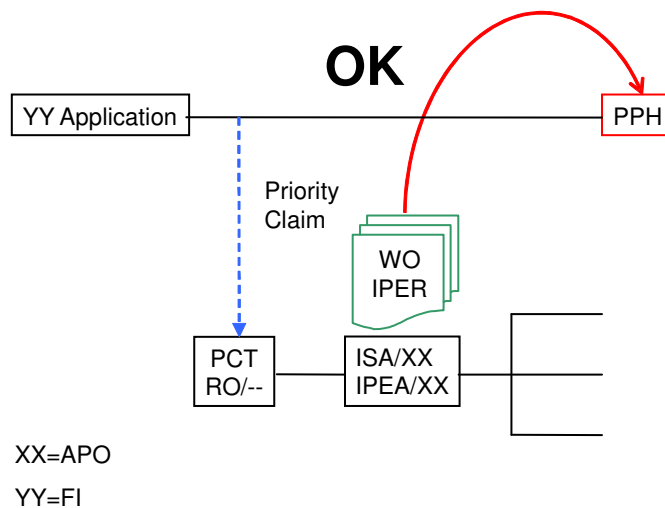 OK
YY Application
PPH
Priority
Claim
WO
IPER
PCT
RO/--
ISA/XX
IPEA/XX
XX=APO
YY=FI